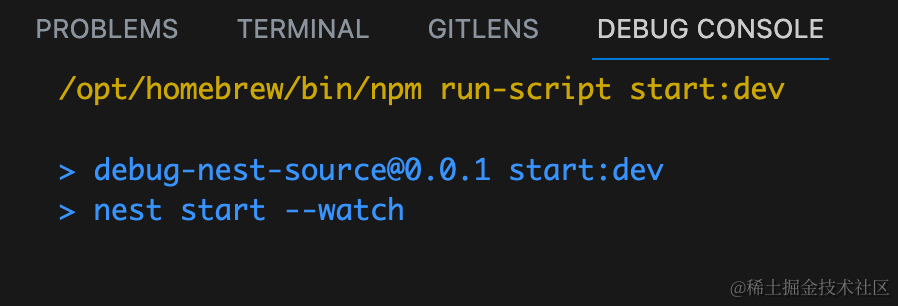 PROBLEMS TERMINAL GITLENS DEBUG CONSOLE
/opt/homebrew/bin/npm run-script start:dev
> debug-nest-source@0.0.1 start:dev
> nest start --watch
@稀土掘金技术社区